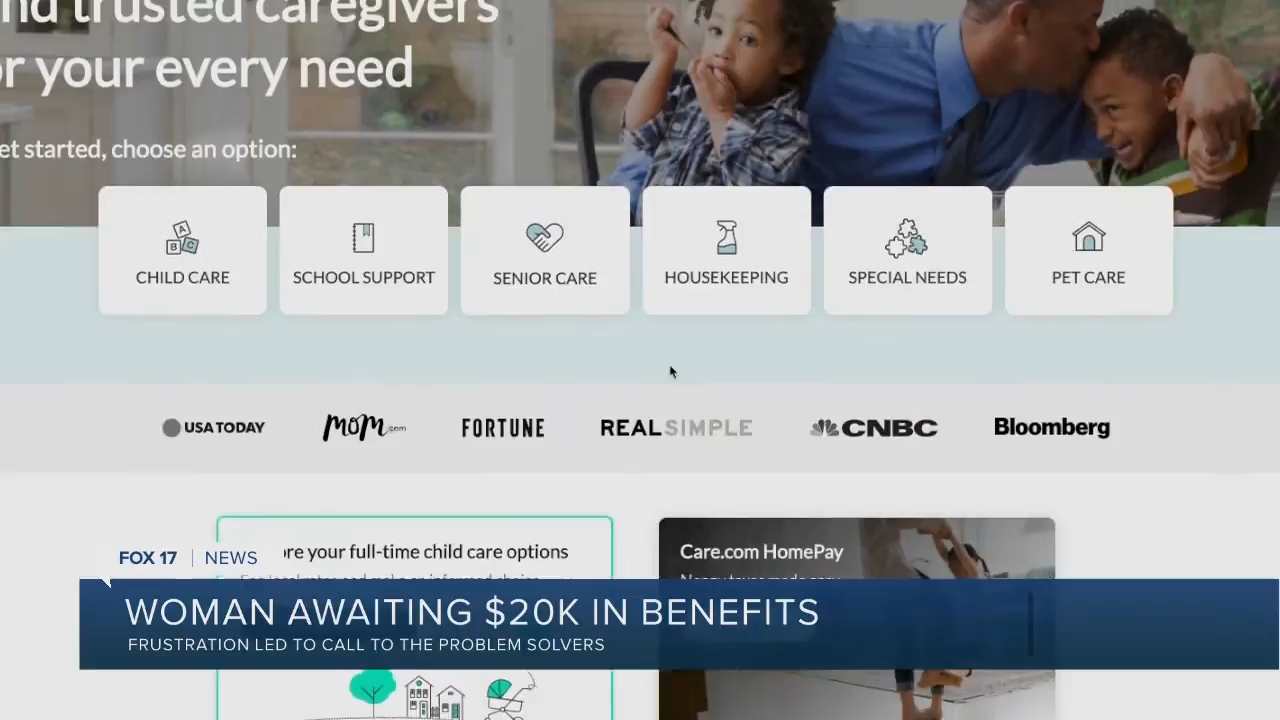 nd trusted caregivers
or your every need
et started, choose an option:
A
B C
CHILD CARE
SCHOOL SUPPORT
SENIOR CARE
HOUSEKEEPING
SPECIAL NEEDS
PET CARE
USA TODAY
mom.com
FORTUNE
REAL SIMPLE
CNBC
Bloomberg
re your full-time child care options
Care.com HomePay
FOX 17 | NEWS
WOMAN AWAITING $20K IN BENEFITS
FRUSTRATION LED TO CALL TO THE PROBLEM SOLVERS